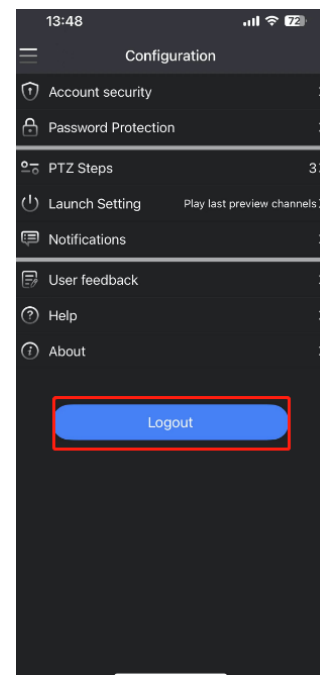 13:48 72
Configuration
Account security
Password Protection
PTZ Steps 3
Launch Setting Play last preview channels
Notifications
User feedback
Help
About
Logout